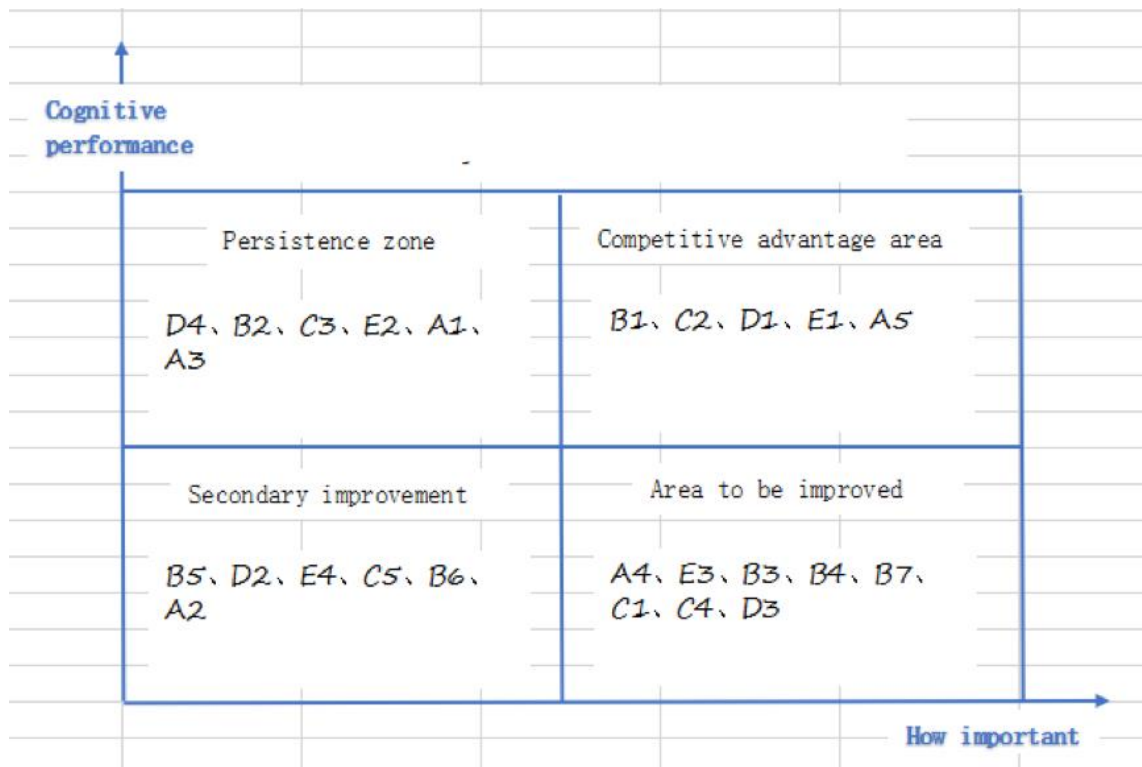 Cognitive
performance
Persistence zone
Competitive advantage area
D4、B2、C3、E2、A1、
A3
B1、C2、D1、E1、A5
Secondary improvement
Area to be improved
B5、D2、E4、C5、B6、
A2
A4、E3、B3、B4、B7、
C1、C4、D3
How important